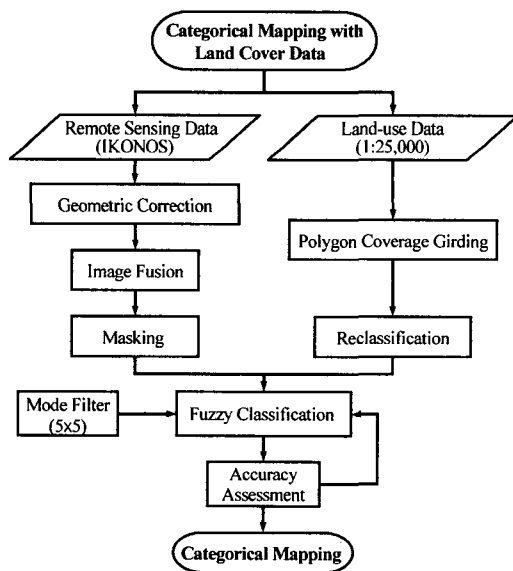 Categorical Mapping with
Land Cover Data
Remote Sensing Data
(IKONOS)
Land-use Data
(1:25,000)
Geometric Correction
Polygon Coverage Girding
Image Fusion
Masking
Reclassification
Mode Filter
(5x5)
Fuzzy Classification
Accuracy
Assessment
Categorical Mapping